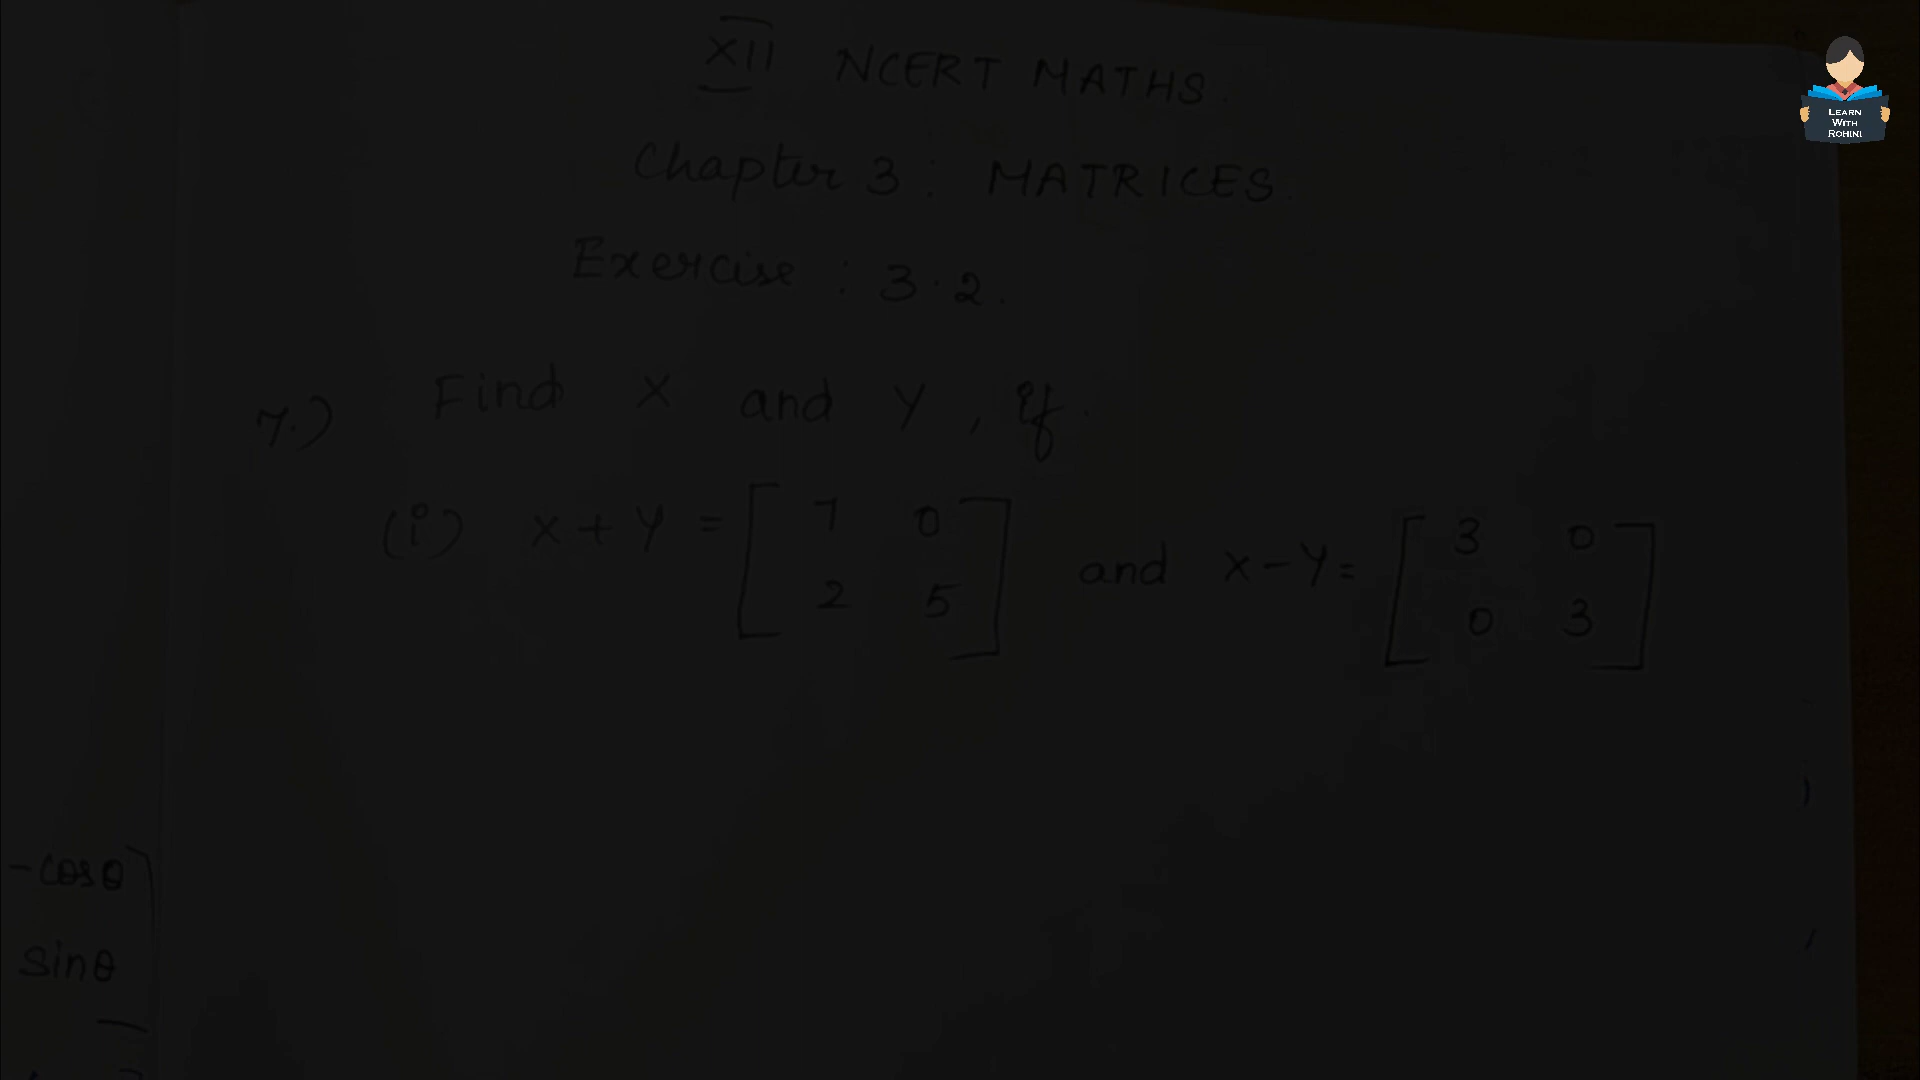 XII NCERT MATHS.
Chapter 3 : MATRICES.
Exercise : 3.2.
7.) Find X and Y, if.
(i) X + Y = [ 7 0
2 5 ] and X - Y = [ 3 0
0 3 ]
- cosθ ]
sinθ
LEARN
WITH
ROHINI